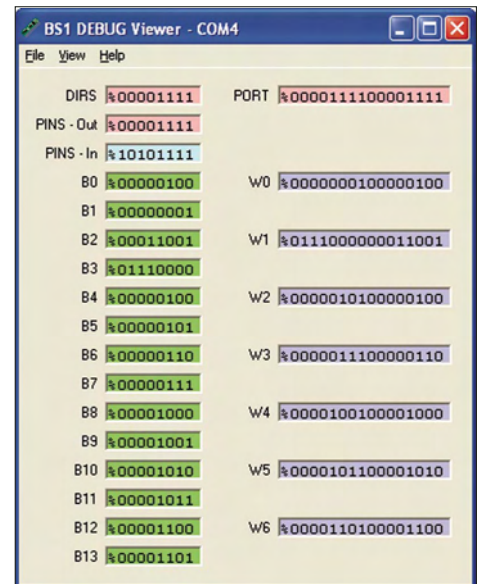 BS1 DEBUG Viewer - COM4
File View Help
DIRS %00001111 PORT %0000111100001111
PINS - Out %00001111
PINS - In %10101111
B0 %00000100 W0 %0000000100000100
B1 %00000001
B2 %00011001 W1 %0111000000011001
B3 %01110000
B4 %00000100 W2 %0000010100000100
B5 %00000101
B6 %00000110 W3 %0000011100000110
B7 %00000111
B8 %00001000 W4 %0000100100001000
B9 %00001001
B10 %00001010 W5 %0000101100001010
B11 %00001011
B12 %00001100 W6 %0000110100001100
B13 %00001101